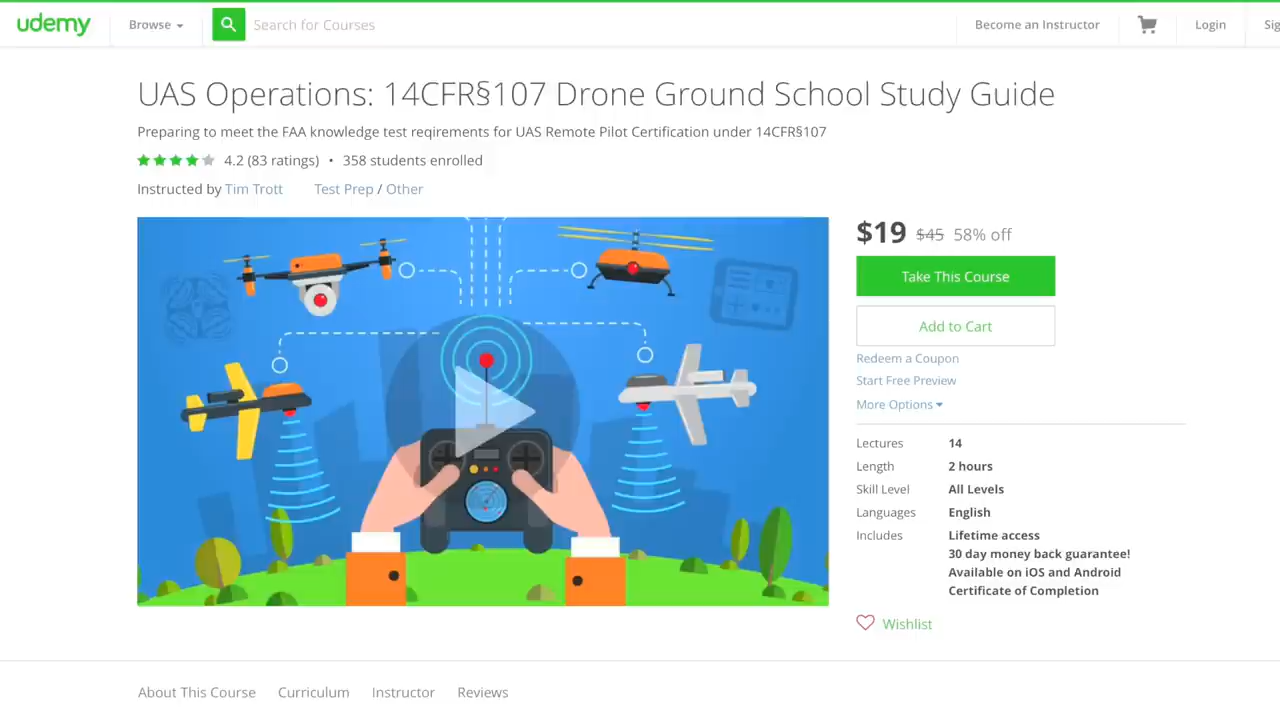 udemy
Browse
Search for Courses
Become an Instructor
Login
UAS Operations: 14CFR§107 Drone Ground School Study Guide
Preparing to meet the FAA knowledge test reqirements for UAS Remote Pilot Certification under 14CFR§107
4.2 (83 ratings) • 358 students enrolled
Instructed by Tim Trott Test Prep / Other
$19 $45 58% off
Take This Course
Add to Cart
Redeem a Coupon
Start Free Preview
More Options
Lectures 14
Length 2 hours
Skill Level All Levels
Languages English
Includes Lifetime access
30 day money back guarantee!
Available on iOS and Android
Certificate of Completion
Wishlist
About This Course Curriculum Instructor Reviews